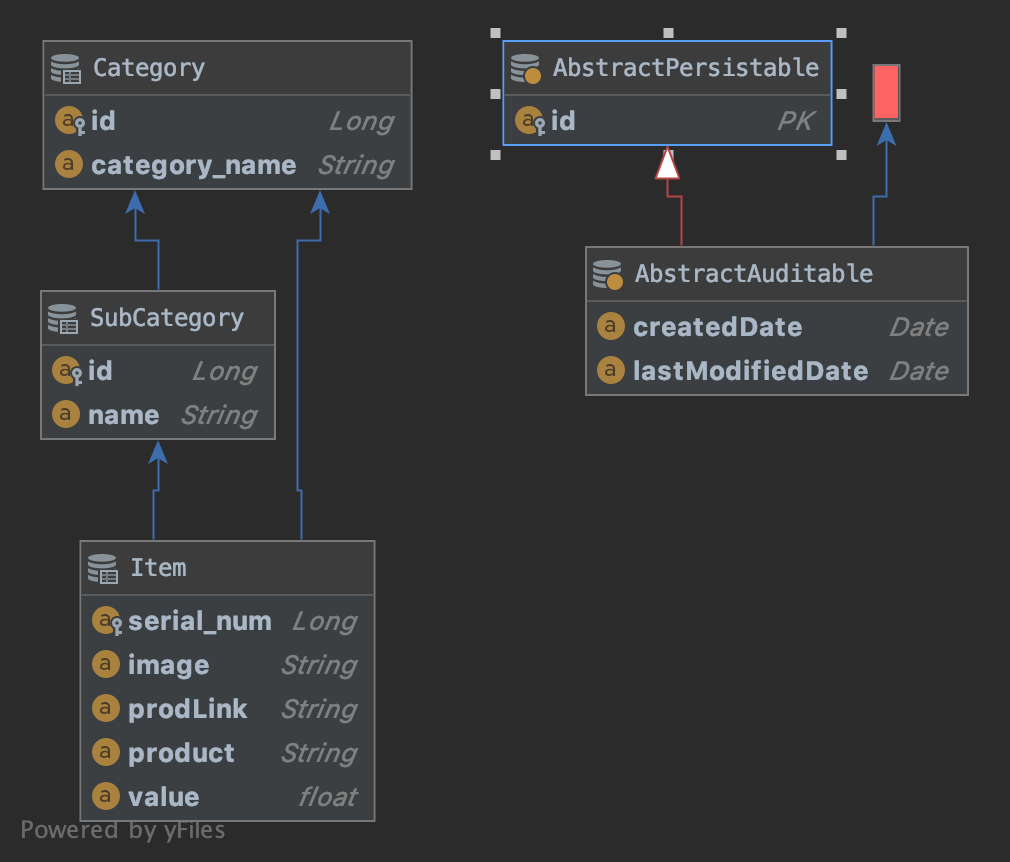 Category
id Long
category_name String
AbstractPersistable
id PK
SubCategory
id Long
name String
AbstractAuditable
createdDate Date
lastModifiedDate Date
Item
serial_num Long
image String
prodLink String
product String
value float
Powered by yFiles